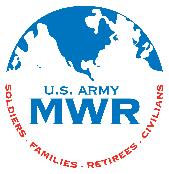 U.S. ARMY
MWR
SOLDIERS · FAMILIES · RETIREES · CIVILIANS